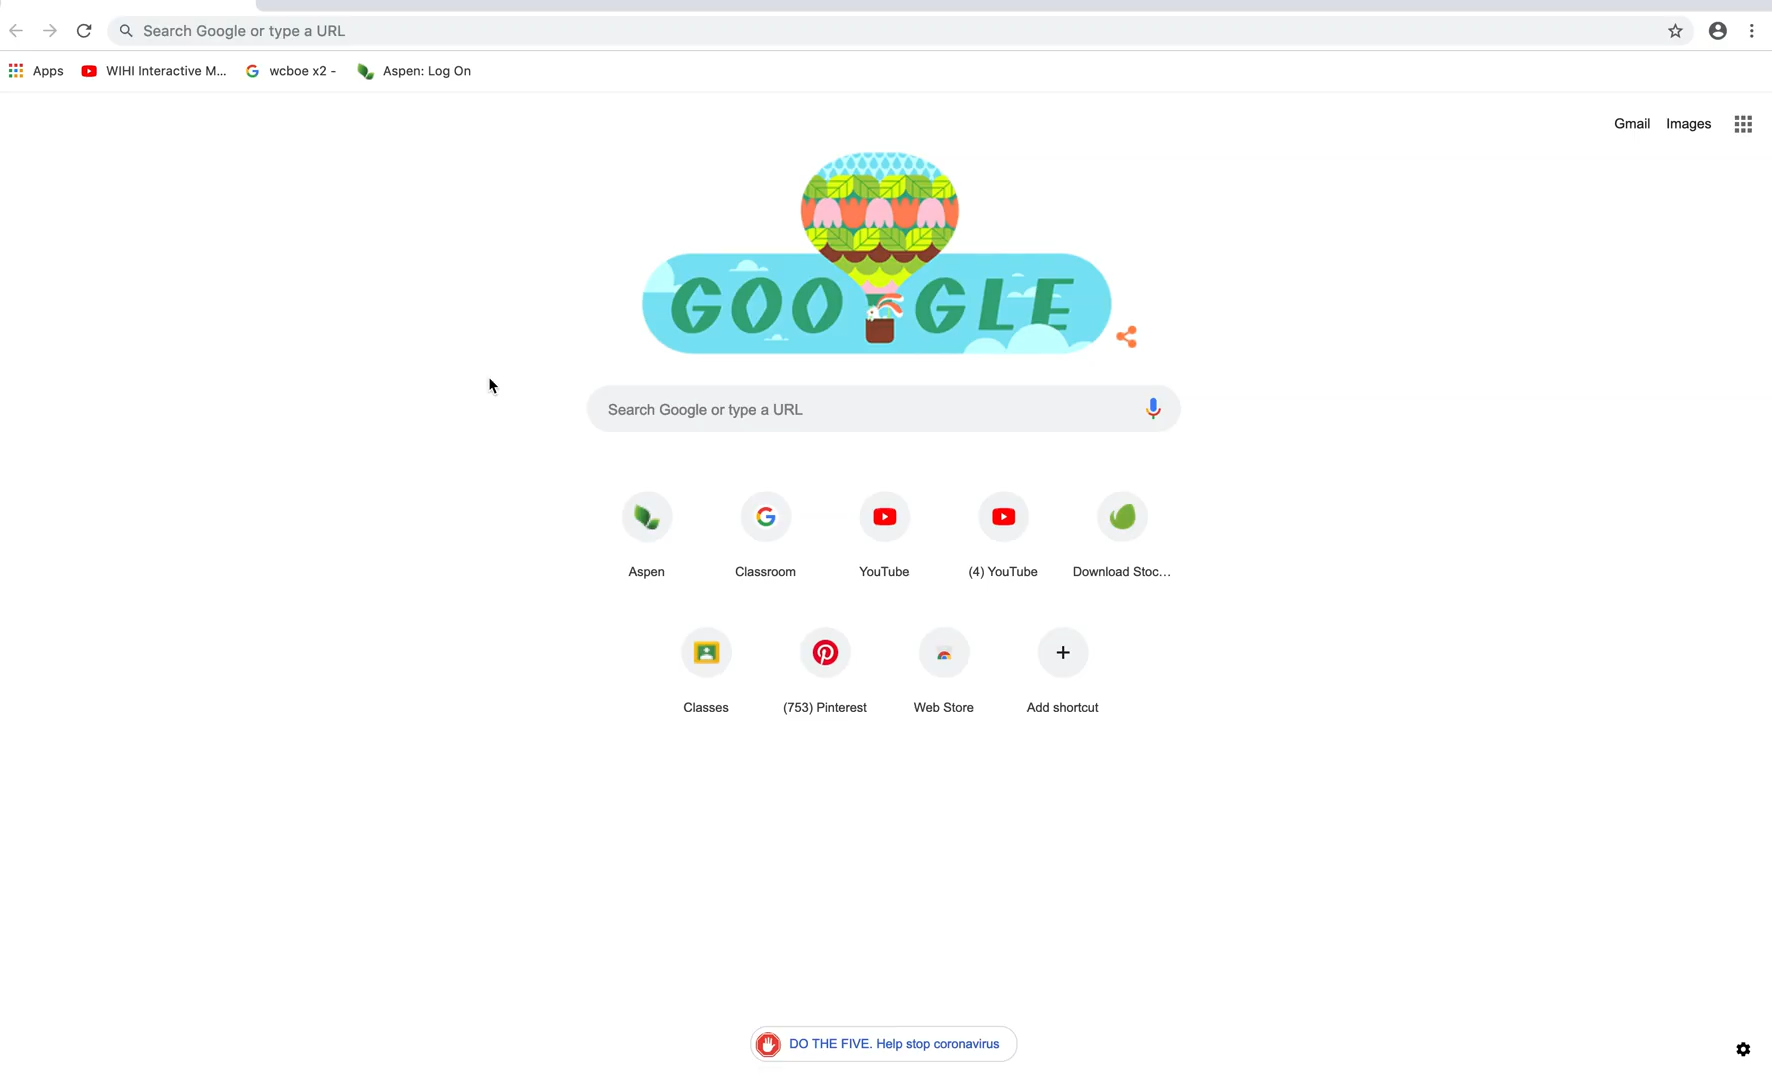 Search Google or type a URL
Apps WIHI Interactive M... wcboe x2 - Aspen: Log On
Gmail Images
GOOGLE
Search Google or type a URL
Aspen Classroom YouTube (4) YouTube Download Stoc...
Classes (753) Pinterest Web Store Add shortcut
DO THE FIVE. Help stop coronavirus